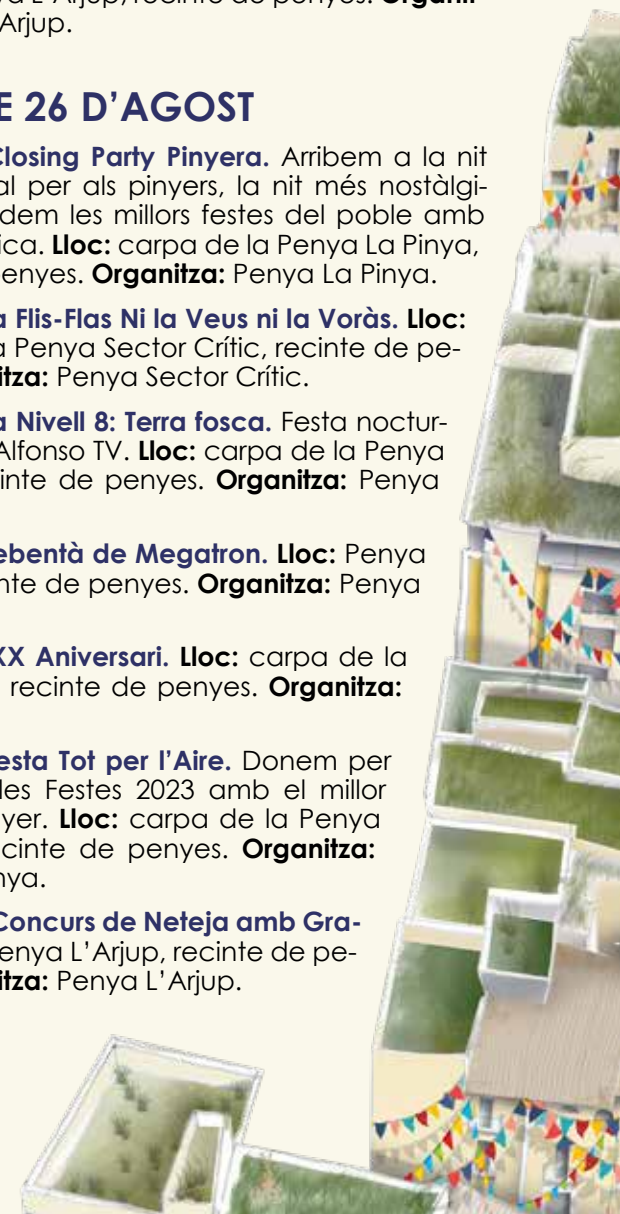 Arjup.
E 26 D’AGOST
Closing Party Pinyera. Arribem a la nit
al per als pinyers, la nit més nostàlgi-
dem les millors festes del poble amb
ica. Lloc: carpa de la Penya La Pinya,
penyes. Organitza: Penya La Pinya.
a Flis-Flas Ni la Veus ni la Voràs. Lloc:
a Penya Sector Crític, recinte de pe-
itza: Penya Sector Crític.
a Nivell 8: Terra fosca. Festa noctur-
Alfonso TV. Lloc: carpa de la Penya
inte de penyes. Organitza: Penya
ebentà de Megatron. Lloc: Penya
nte de penyes. Organitza: Penya
XX Aniversari. Lloc: carpa de la
recinte de penyes. Organitza:
esta Tot per l’Aire. Donem per
les Festes 2023 amb el millor
yer. Lloc: carpa de la Penya
cinte de penyes. Organitza:
nya.
Concurs de Neteja amb Gra-
enya L’Arjup, recinte de pe-
itza: Penya L’Arjup.